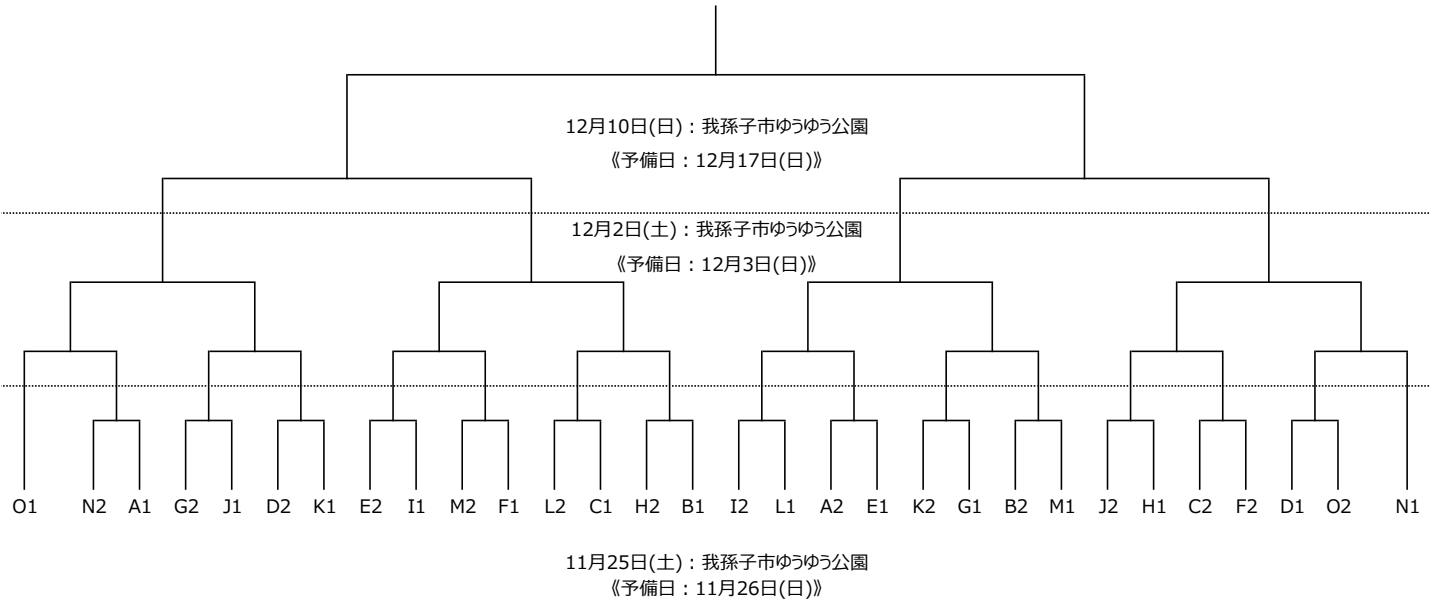 12月10日(日)：我孫子市ゆうゆう公園
《予備日：12月17日(日)》
12月2日(土)：我孫子市ゆうゆう公園
《予備日：12月3日(日)》
O1 N2 A1 G2 J1 D2 K1 E2 I1 M2 F1 L2 C1 H2 B1 I2 L1 A2 E1 K2 G1 B2 M1 J2 H1 C2 F2 D1 O2 N1
11月25日(土)：我孫子市ゆうゆう公園
《予備日：11月26日(日)》